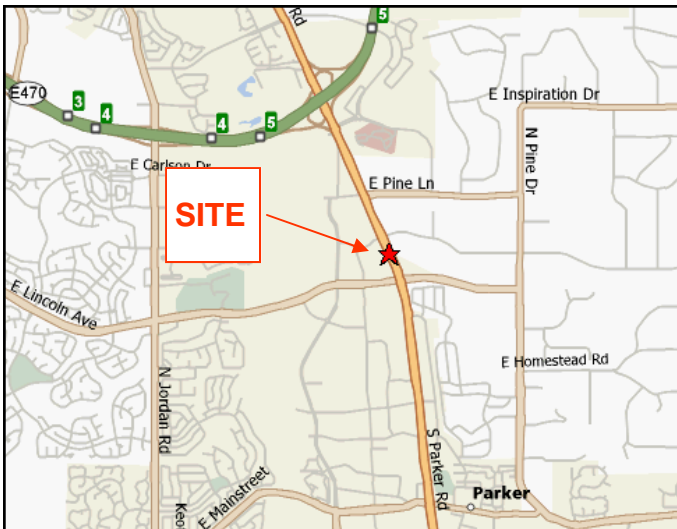 Rd
5
E470
3
4
4
5
E Inspiration Dr
N Pine Dr
E Carlson Dr
E Pine Ln
SITE
E Lincoln Ave
E Homestead Rd
N Jordan Rd
S Parker Rd
Parker
E Mainstreet
Keo